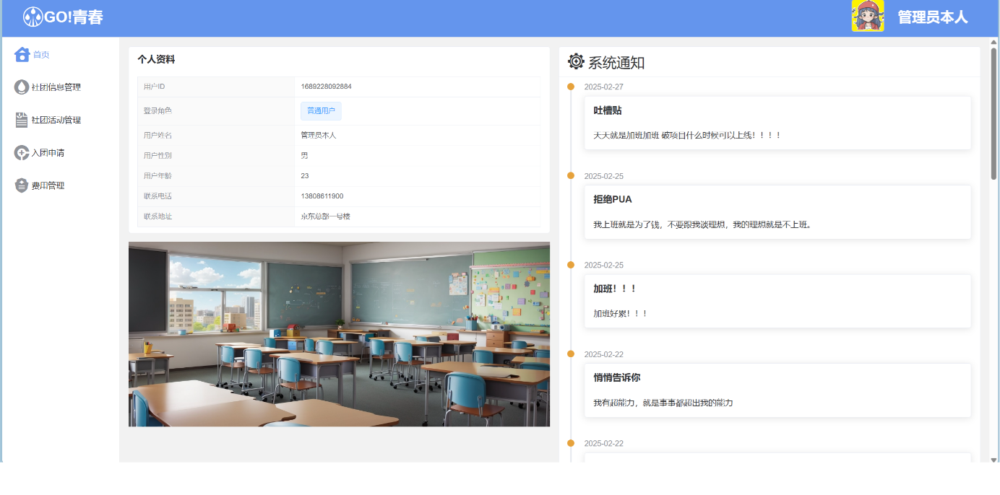 GO!青春
管理员本人
首页
社团信息管理
社团活动管理
入团申请
费用管理
个人资料
用户ID 1689228092884
登录角色 普通用户
用户姓名 管理员本人
用户性别 男
用户年龄 23
联系电话 13808611900
联系地址 京东总部一号楼
系统通知
2025-02-27
吐槽贴
天天就是加班加班 破项目什么时候可以上线！！！！
2025-02-25
拒绝PUA
我上班就是为了钱，不要跟我谈理想，我的理想就是不上班。
2025-02-25
加班！！！
加班好累！！！
2025-02-22
悄悄告诉你
我有超能力，就是事事都超出我的能力
2025-02-22